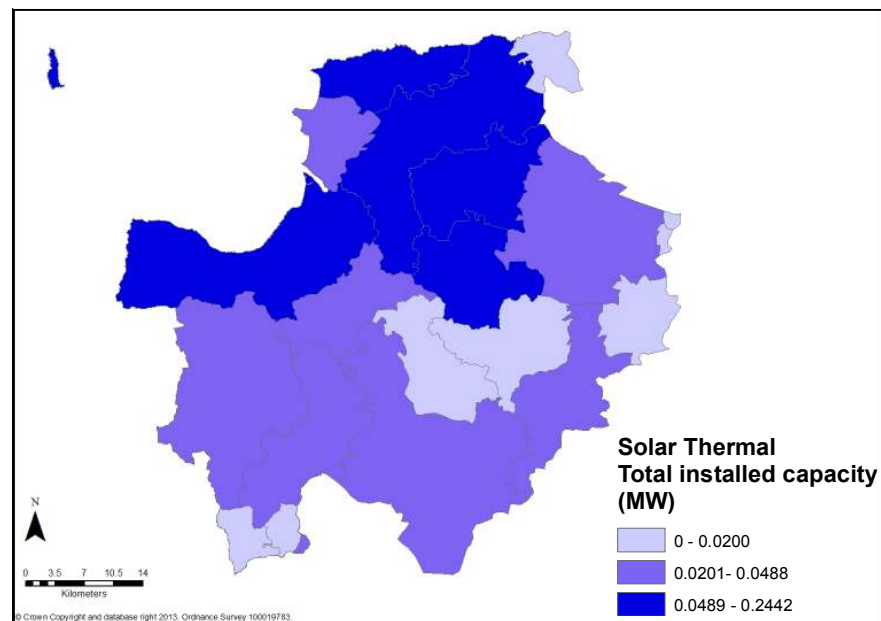 Solar Thermal
Total installed capacity
(MW)
N
0 - 0.0200
0.0201- 0.0488
0.0489 - 0.2442
0 3.5 7 10.5 14
Kilometers
© Crown Copyright and database right 2013. Ordnance Survey 100019783.